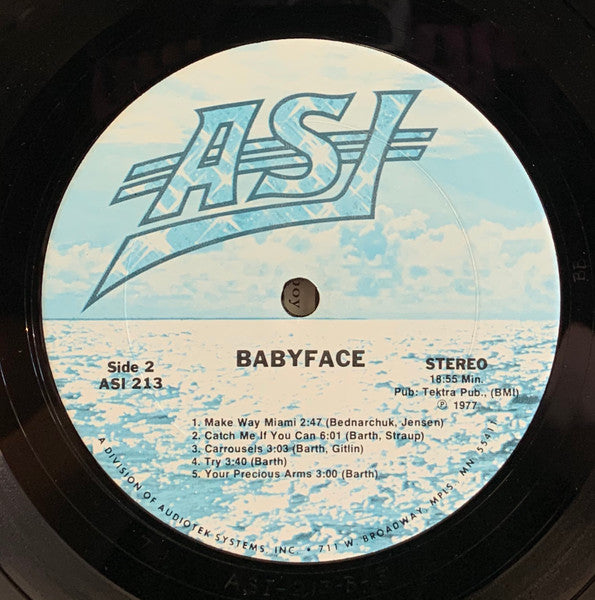 ASI
Side 2
ASI 213
BABYFACE
STEREO
18:55 Min.
Pub: Tektra Pub., (BMI)
℗ 1977
1. Make Way Miami 2:47 (Bednarchuk, Jensen)
2. Catch Me If You Can 6:01 (Barth, Straup)
3. Carrousels 3:03 (Barth, Gitlin)
4. Try 3:40 (Barth)
5. Your Precious Arms 3:00 (Barth)
A DIVISION OF AUDIOTEK SYSTEMS, INC. • 711 W. BROADWAY, MPLS, MN. 55411